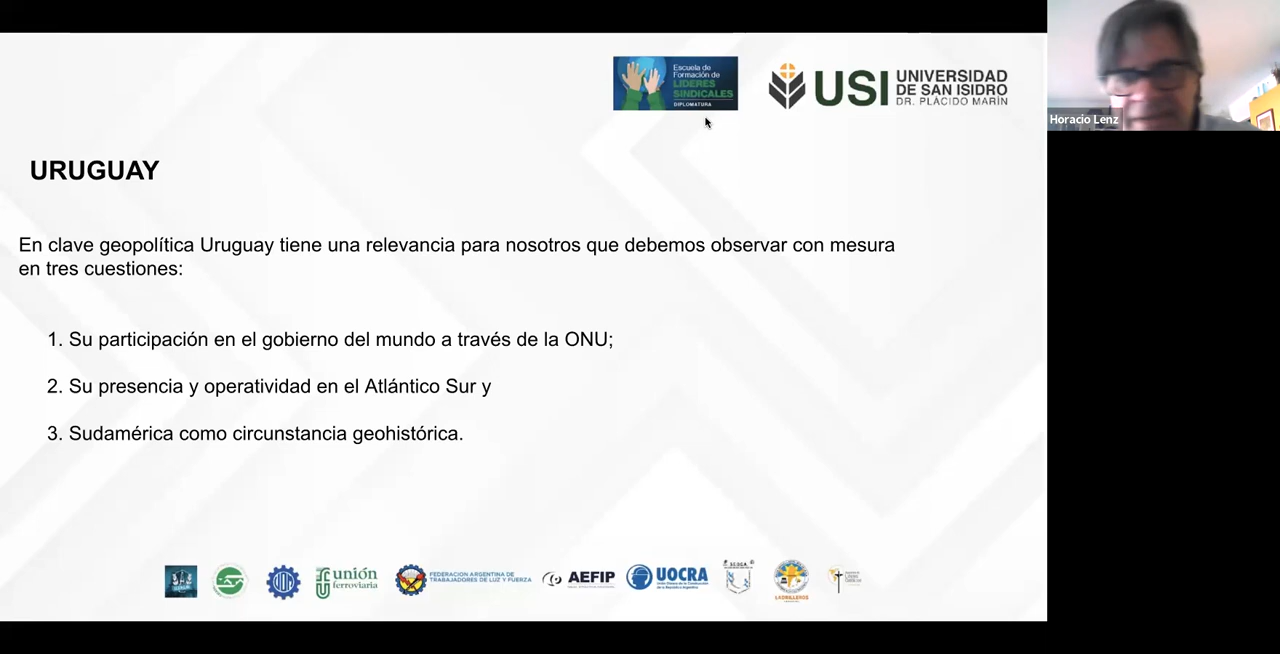 Escuela de
Formación de
LÍDERES
SINDICALES
DIPLOMATURA
USI
UNIVERSIDAD
DE SAN ISIDRO
DR. PLÁCIDO MARÍN
Horacio Lenz
URUGUAY
En clave geopolítica Uruguay tiene una relevancia para nosotros que debemos observar con mesura
en tres cuestiones:
1. Su participación en el gobierno del mundo a través de la ONU;
2. Su presencia y operatividad en el Atlántico Sur y
3. Sudamérica como circunstancia geohistórica.
unión
ferroviaria
FEDERACION ARGENTINA DE
TRABAJADORES DE LUZ Y FUERZA
AEFIP
UOCRA
LADRILLEROS